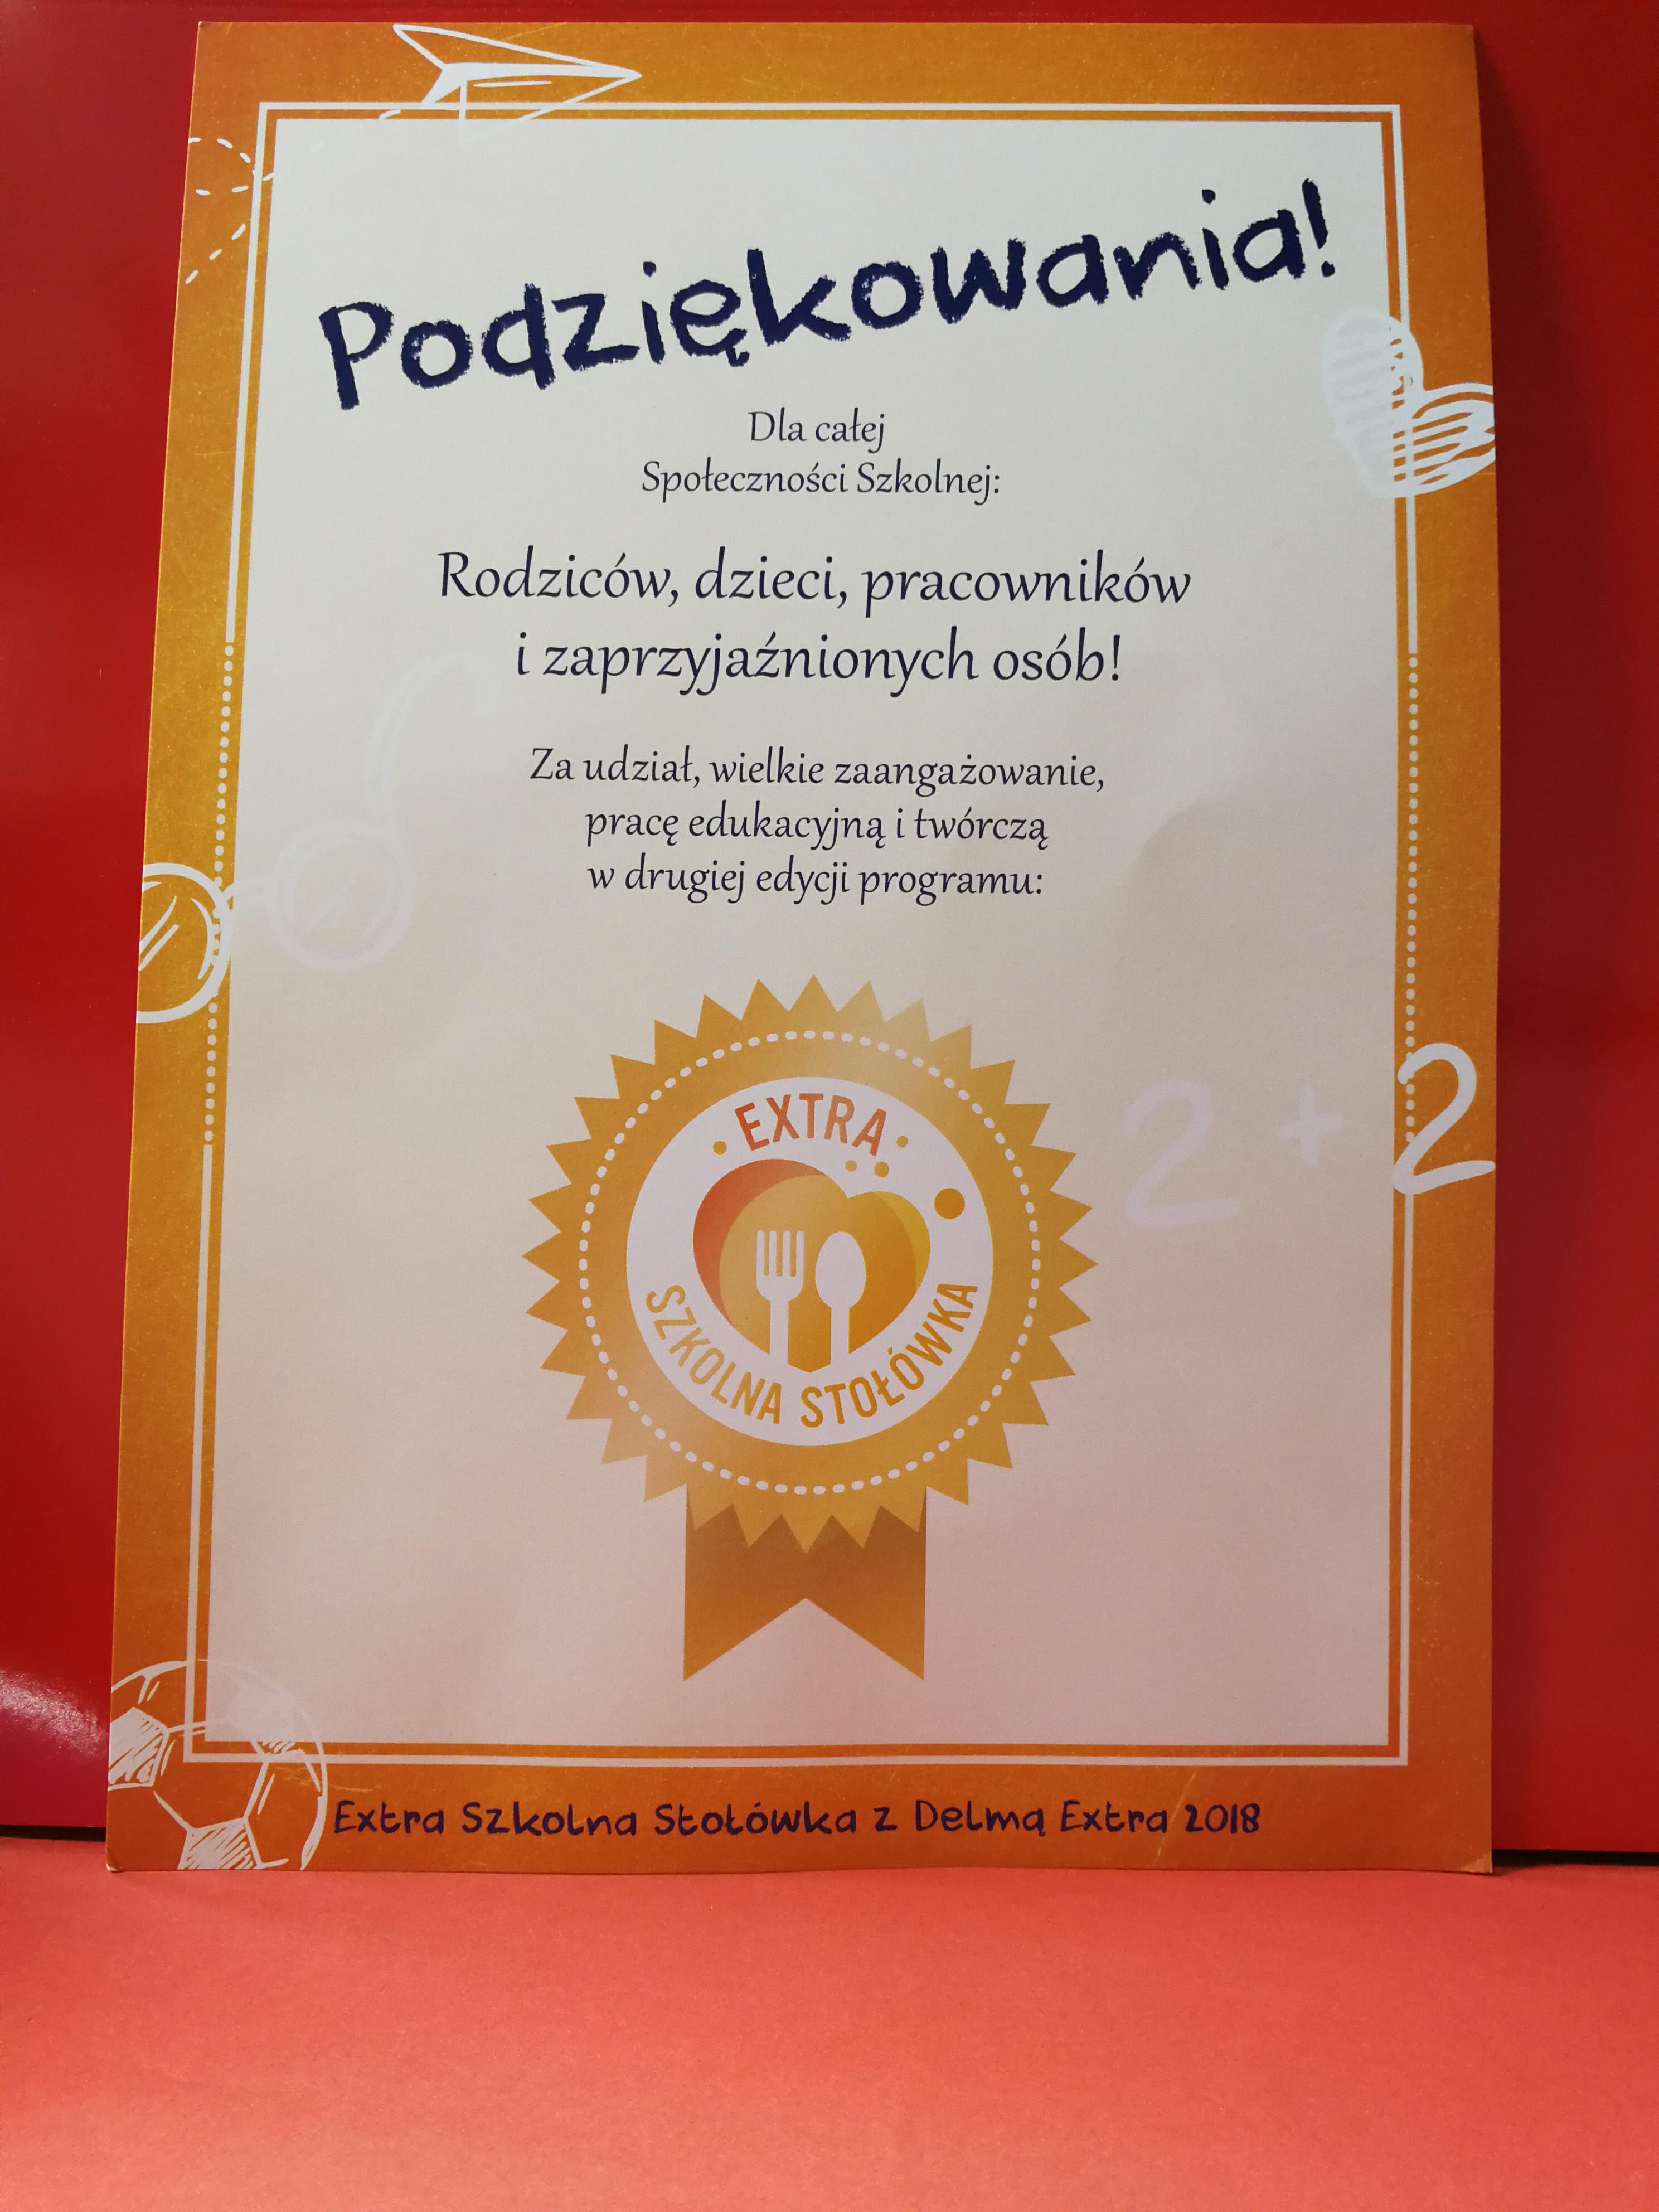 Podziękowania!
Dla całej
Społeczności Szkolnej:
Rodziców, dzieci, pracowników
i zaprzyjaźnionych osób!
Za udział, wielkie zaangażowanie,
pracę edukacyjną i twórczą
w drugiej edycji programu:
EXTRA
SZKOLNA STOŁÓWKA
2 + 2
Extra Szkolna Stołówka z Delmą Extra 2018